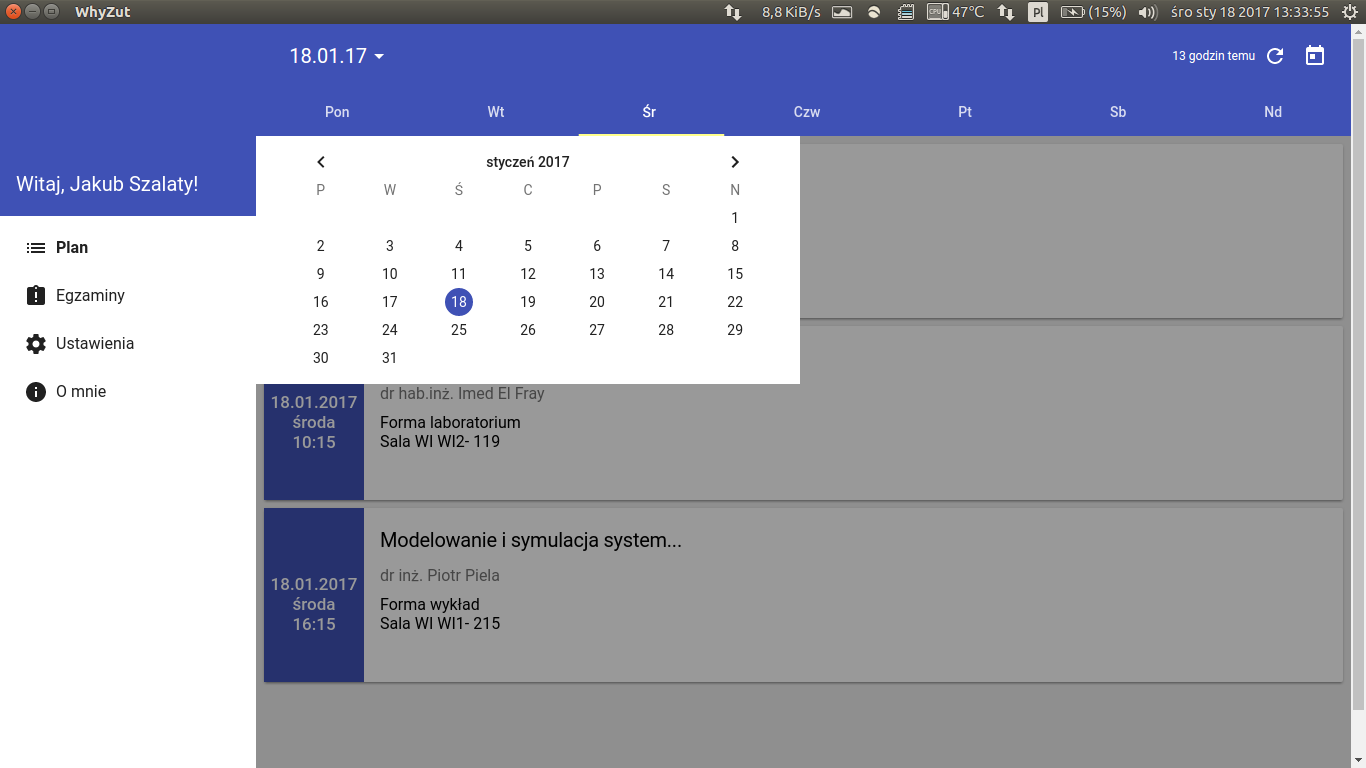 WhyZut
8,8 KiB/s
CPU
47°C
Pl
(15%)
śro sty 18 2017 13:33:55
18.01.17
13 godzin temu
Pon Wt Śr Czw Pt Sb Nd
Witaj, Jakub Szalaty!
Plan
Egzaminy
Ustawienia
O mnie
styczeń 2017
P W Ś C P S N
1
2 3 4 5 6 7 8
9 10 11 12 13 14 15
16 17 18 19 20 21 22
23 24 25 26 27 28 29
30 31
18.01.2017
środa
10:15
dr hab.inż. Imed El Fray
Forma laboratorium
Sala WI WI2- 119
18.01.2017
środa
16:15
Modelowanie i symulacja system...
dr inż. Piotr Piela
Forma wykład
Sala WI WI1- 215